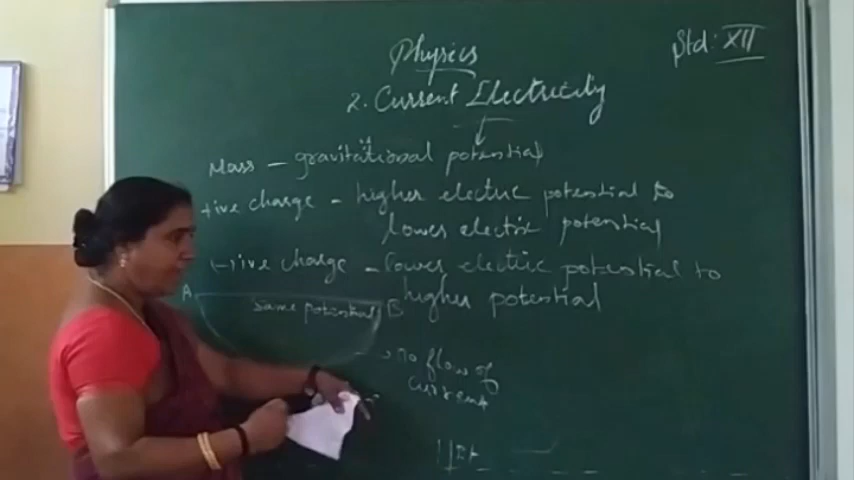 Physics
Std: XII
2. Current Electricity
Mass - gravitational potential
+ive charge - higher electric potential to
lower electric potential
(-)ive charge - lower electric potential to
higher potential
A same potential B
no flow of
current